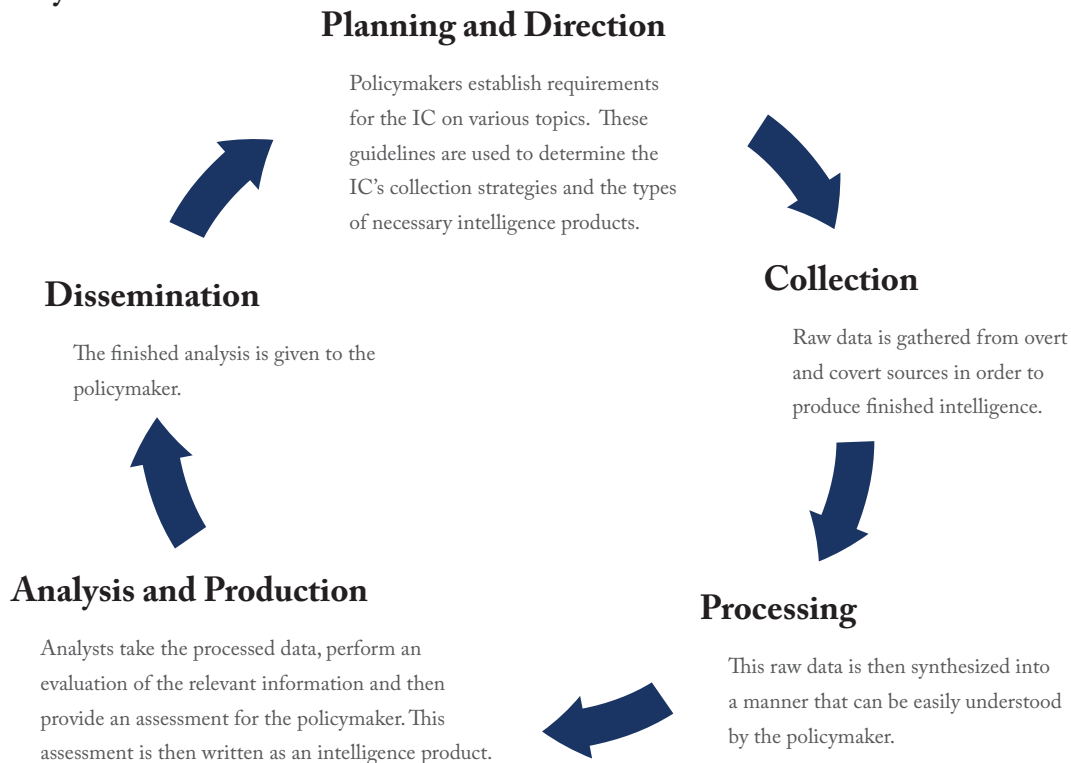 Planning and Direction
Policymakers establish requirements
for the IC on various topics. These
guidelines are used to determine the
IC's collection strategies and the types
of necessary intelligence products.
Collection
Raw data is gathered from overt
and covert sources in order to
produce finished intelligence.
Processing
This raw data is then synthesized into
a manner that can be easily understood
by the policymaker.
Analysis and Production
Analysts take the processed data, perform an
evaluation of the relevant information and then
provide an assessment for the policymaker. This
assessment is then written as an intelligence product.
Dissemination
The finished analysis is given to the
policymaker.